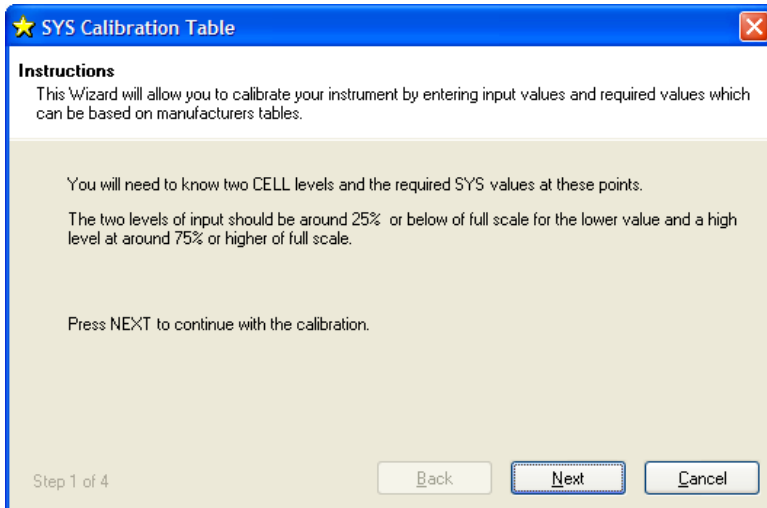 SYS Calibration Table
Instructions
This Wizard will allow you to calibrate your instrument by entering input values and required values which
can be based on manufacturers tables.
You will need to know two CELL levels and the required SYS values at these points.
The two levels of input should be around 25%  or below of full scale for the lower value and a high
level at around 75% or higher of full scale.
Press NEXT to continue with the calibration.
Step 1 of 4
Back
Next
Cancel